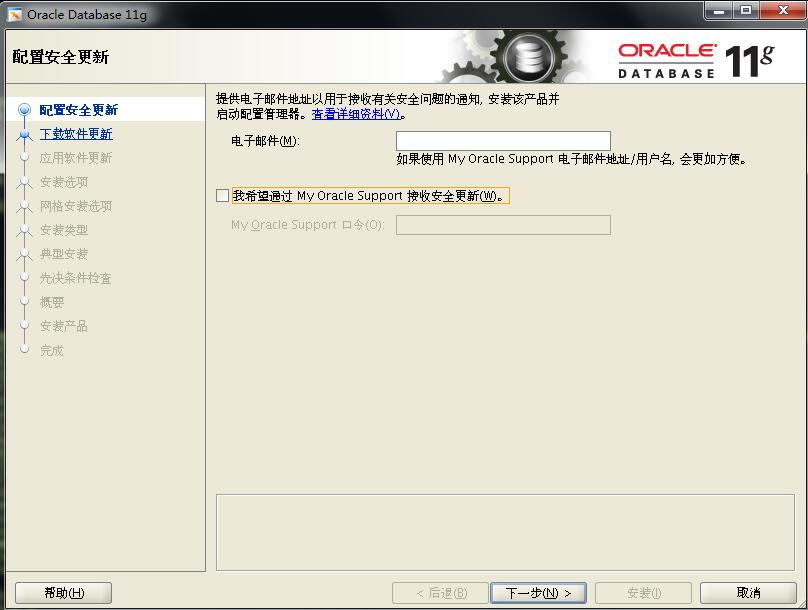 Oracle Database 11g
配置安全更新
ORACLE
DATABASE 11g
配置安全更新
下载软件更新
应用软件更新
安装选项
网格安装选项
安装类型
典型安装
先决条件检查
概要
安装产品
完成
提供电子邮件地址以用于接收有关安全问题的通知, 安装该产品并
启动配置管理器。查看详细资料(V)。
电子邮件(M):
如果使用 My Oracle Support 电子邮件地址/用户名, 会更加方便。
我希望通过 My Oracle Support 接收安全更新(W)。
My Oracle Support 口令(O):
帮助(H)
< 后退(B)
下一步(N) >
安装(I)
取消